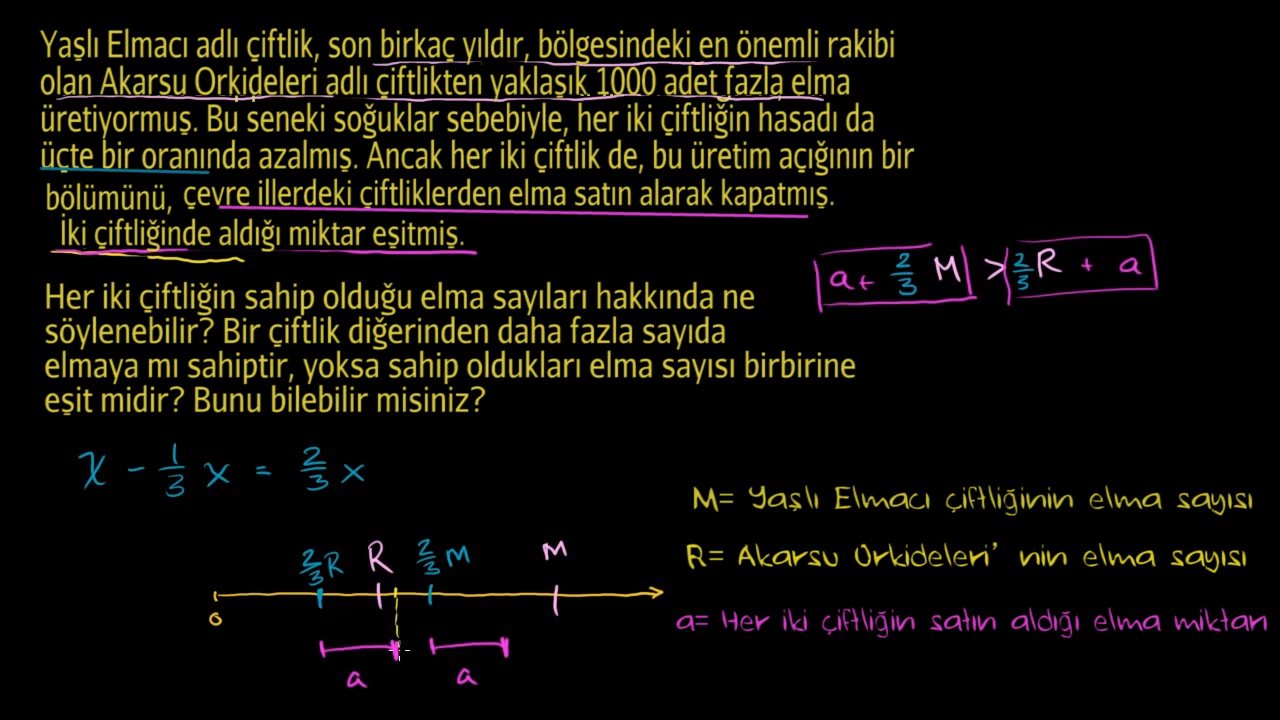 Yaşlı Elmacı adlı çiftlik, son birkaç yıldır, bölgesindeki en önemli rakibi
olan Akarsu Orkideleri adlı çiftlikten yaklaşık 1000 adet fazla elma
üretiyormuş. Bu seneki soğuklar sebebiyle, her iki çiftliğin hasadı da
üçte bir oranında azalmış. Ancak her iki çiftlik de, bu üretim açığının bir
bölümünü, çevre illerdeki çiftliklerden elma satın alarak kapatmış.
İki çiftliğinde aldığı miktar eşitmiş.
a+ 2/3 M > 2/3 R + a
Her iki çiftliğin sahip olduğu elma sayıları hakkında ne
söylenebilir? Bir çiftlik diğerinden daha fazla sayıda
elmaya mı sahiptir, yoksa sahip oldukları elma sayısı birbirine
eşit midir? Bunu bilebilir misiniz?
x - 1/3 x = 2/3 x
M= Yaşlı Elmacı çiftliğinin elma sayısı
R= Akarsu Orkideleri' nin elma sayısı
2/3 R R 2/3 M M
0
a= Her iki çiftliğin satın aldığı elma miktarı
a a